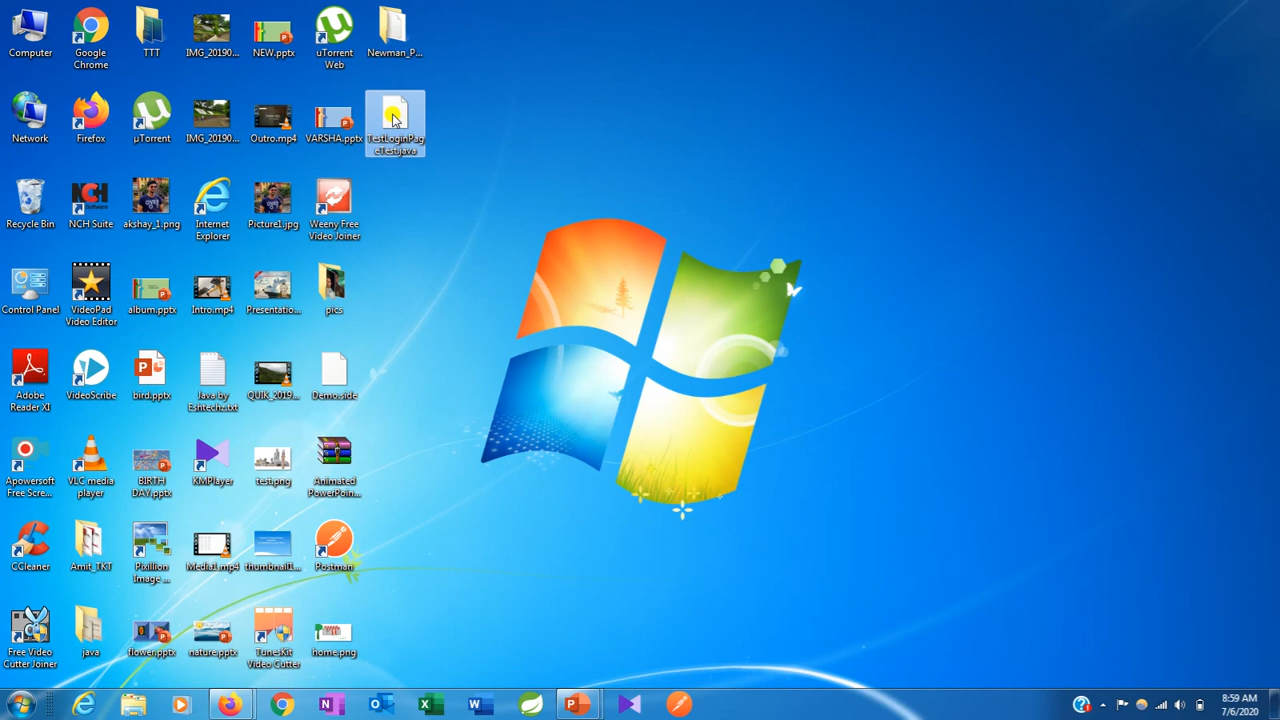 Computer
Google
Chrome
TTT
IMG_20190...
NEW.pptx
uTorrent
Web
Newman_P...
Network
Firefox
µTorrent
IMG_20190...
Outro.mp4
VARSHA.pptx
TestLoginPag
eTest.java
Recycle Bin
NCH
NCH Suite
akshay_1.png
Internet
Explorer
Picture1.jpg
Weeny Free
Video Joiner
Control Panel
VideoPad
Video Editor
album.pptx
Intro.mp4
Presentatio...
pics
Adobe
Reader XI
VideoScribe
bird.pptx
Java by
Eshtechz.txt
QUIK_2019...
Demo.side
Apowersoft
Free Scre...
VLC media
player
BIRTH
DAY.pptx
KMPlayer
test.png
Animated
PowerPoin...
CCleaner
Amit_TKT
Pixillion
Image ...
Media1.mp4
thumbnail1...
Postman
Free Video
Cutter Joiner
java
flower.pptx
nature.pptx
TunesKit
Video Cutter
home.png
8:59 AM
7/6/2020